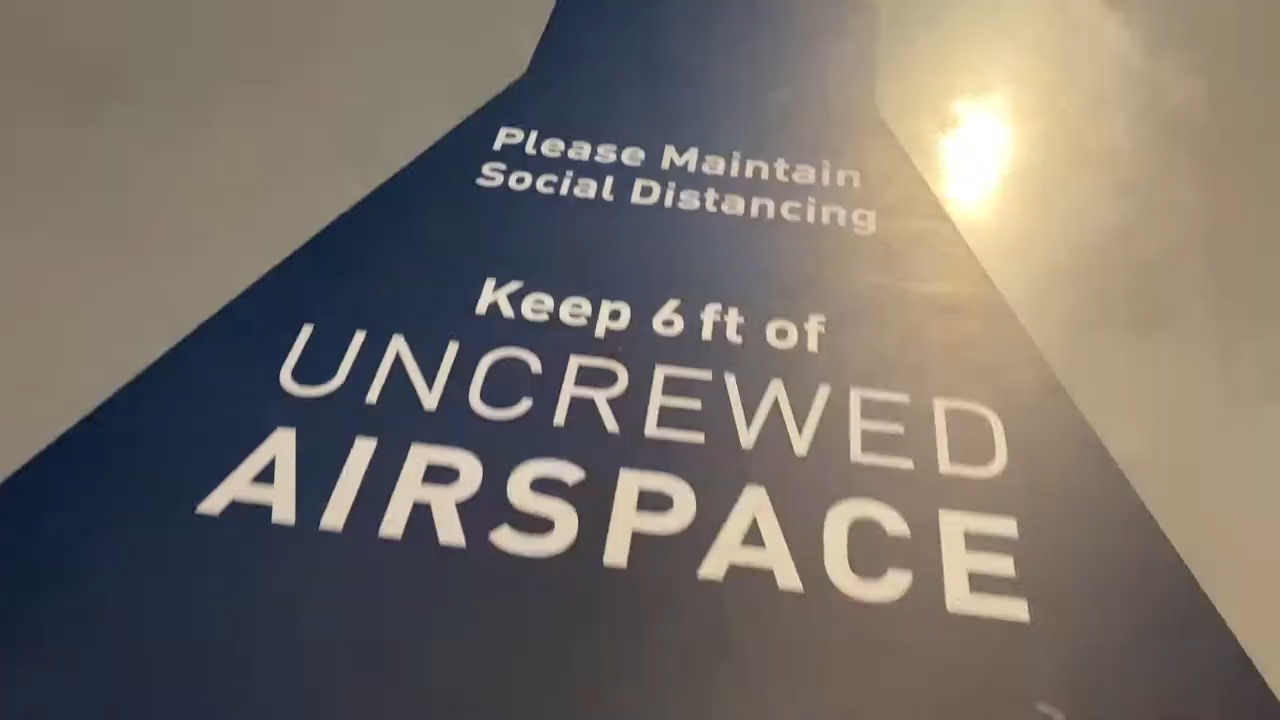 Please Maintain
Social Distancing
Keep 6 ft of
UNCREWED
AIRSPACE